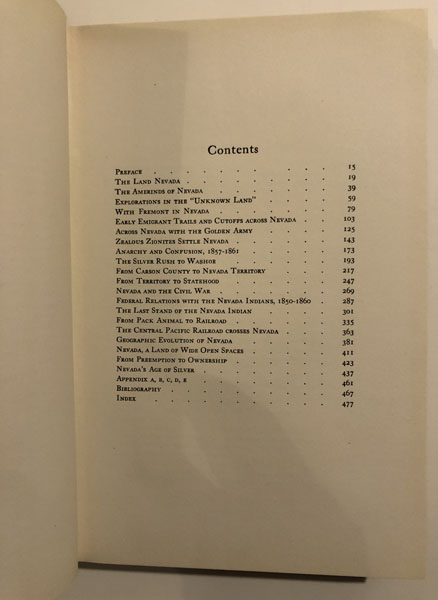 Contents
Preface . . . . . . . . . . 15
The Land Nevada . . . . . . . . 19
The Amerinds of Nevada . . . . . . 39
Explorations in the "Unknown Land" . . . . 59
With Fremont in Nevada . . . . . . 79
Early Emigrant Trails and Cutoffs across Nevada . . 103
Across Nevada with the Golden Army . . . . 125
Zealous Zionites Settle Nevada . . . . . 143
Anarchy and Confusion, 1857-1861 . . . . 173
The Silver Rush to Washoe . . . . . 193
From Carson County to Nevada Territory . . . 217
From Territory to Statehood . . . . . 247
Nevada and the Civil War . . . . . . 269
Federal Relations with the Nevada Indians, 1850-1860 . 287
The Last Stand of the Nevada Indian . . . . 301
From Pack Animal to Railroad . . . . . 335
The Central Pacific Railroad crosses Nevada . . . 363
Geographic Evolution of Nevada . . . . 381
Nevada, a Land of Wide Open Spaces . . . . 411
From Preemption to Ownership . . . . . 423
Nevada's Age of Silver . . . . . . 437
Appendix A, B, C, D, E . . . . . . 461
Bibliography . . . . . . . . 467
Index . . . . . . . . . 477